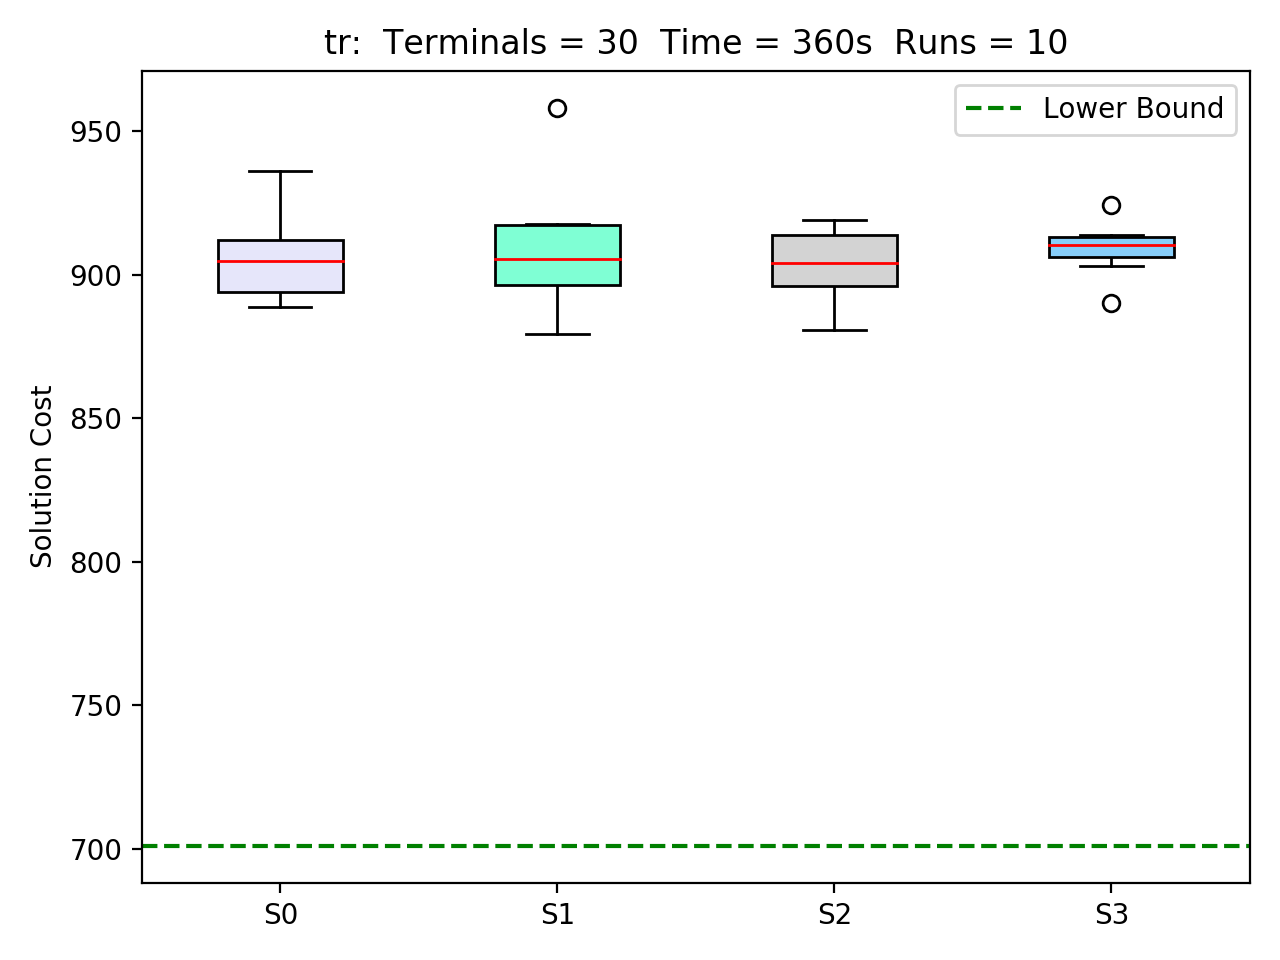 tr:  Terminals = 30  Time = 360s  Runs = 10
Lower Bound
Solution Cost
950
900
850
800
750
700
S0
S1
S2
S3